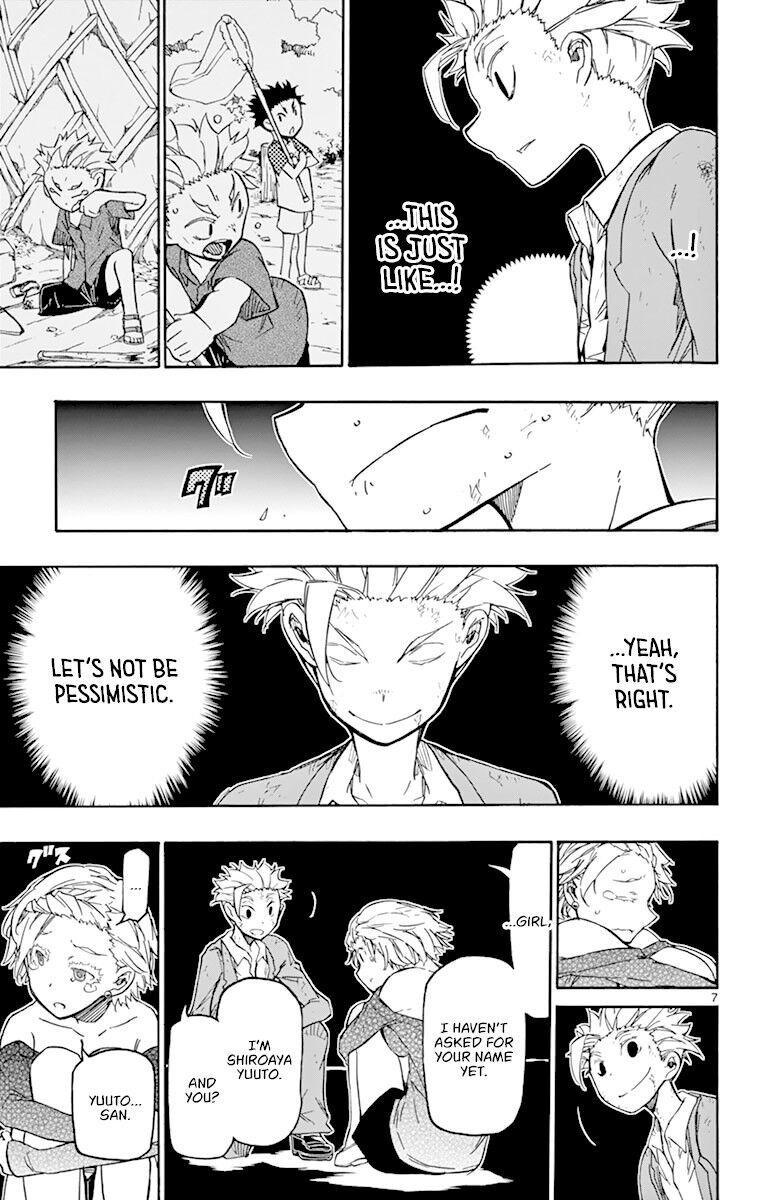 ...!
...THIS
IS JUST
LIKE...!
グッ
...YEAH,
THAT'S
RIGHT.
LET'S NOT BE
PESSIMISTIC.
7
...GIRL,
I HAVEN'T
ASKED FOR
YOUR NAME
YET.
I'M
SHIROAYA
YUUTO.
AND
YOU?
グス
...
YUUTO...
SAN.